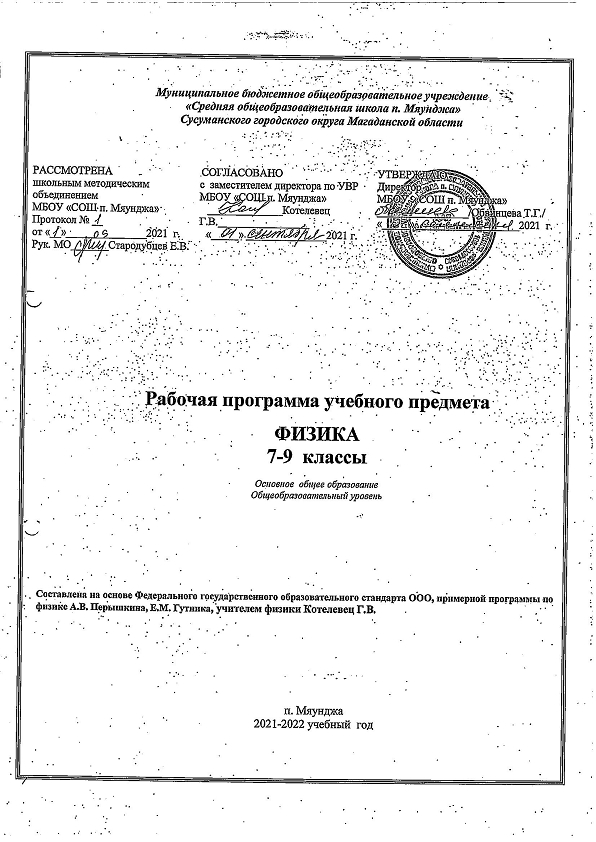 Муниципальное бюджетное общеобразовательное учреждение
«Средняя общеобразовательная школа п. Мяунджа»
Сусуманского городского округа Магаданской области
РАССМОТРЕНА
школьным методическим
объединением
МБОУ «СОШ п. Мяунджа»
Протокол № 1
от «1» 09 2021 г.
Рук. МО Стародубцев Е.В.
СОГЛАСОВАНО
с заместителем директора по УВР
МБОУ «СОШ п. Мяунджа»
Котелевец
Г.В.
«01» сентября 2021 г.
УТВЕРЖДАЮ
Директор
МБОУ «СОШ п. Мяунджа»
Обвинцева Т.Г./
« 2021 г.
Рабочая программа учебного предмета
ФИЗИКА
7-9 классы
Основное общее образование
Общеобразовательный уровень
Составлена на основе Федерального государственного образовательного стандарта ООО, примерной программы по
физике А.В. Перышкина, Е.М. Гутника, учителем физики Котелевец Г.В.
п. Мяунджа
2021-2022 учебный год